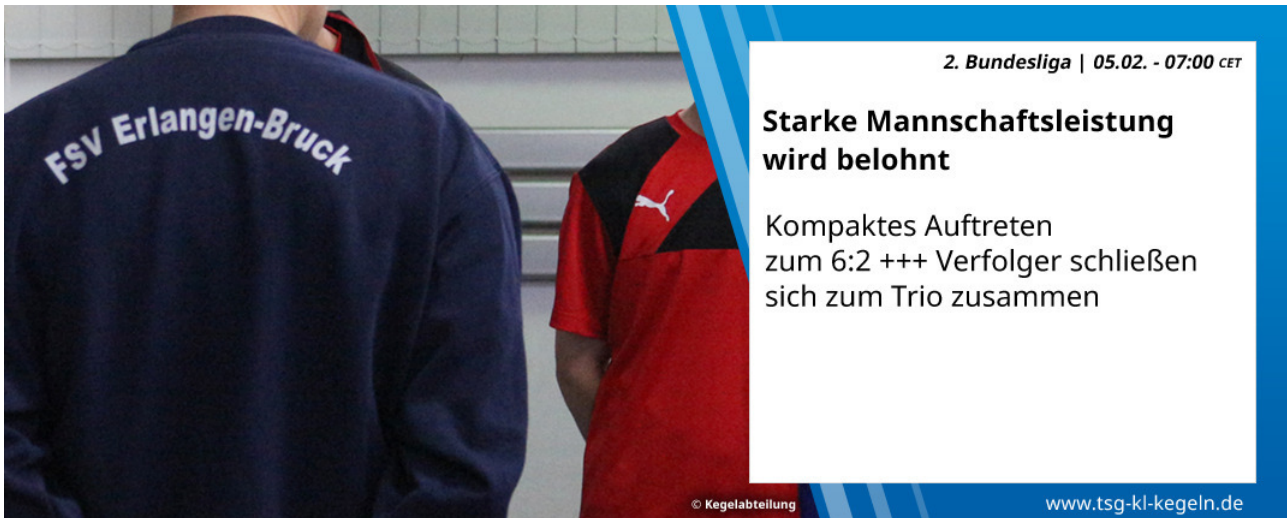 FSV Erlangen-Bruck
2. Bundesliga | 05.02. - 07:00 CET
Starke Mannschaftsleistung
wird belohnt
Kompaktes Auftreten
zum 6:2 +++ Verfolger schließen
sich zum Trio zusammen
© Kegelabteilung
www.tsg-kl-kegeln.de